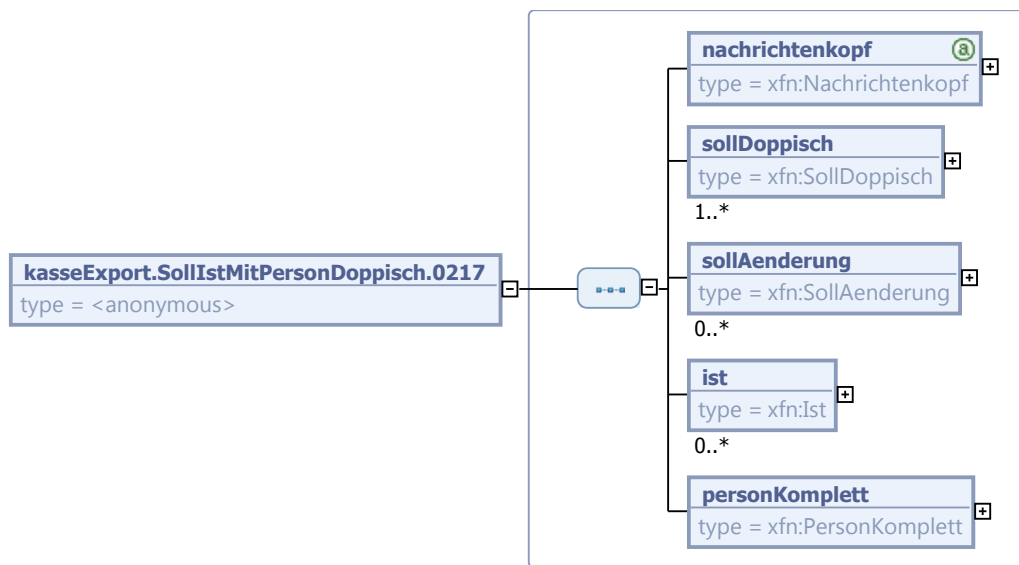 nachrichtenkopf
type = xfn:Nachrichtenkopf
sollDoppisch
type = xfn:SollDoppisch
1..*
kasseExport.SollIstMitPersonDoppisch.0217
type = <anonymous>
sollAenderung
type = xfn:SollAenderung
0..*
ist
type = xfn:Ist
0..*
personKomplett
type = xfn:PersonKomplett